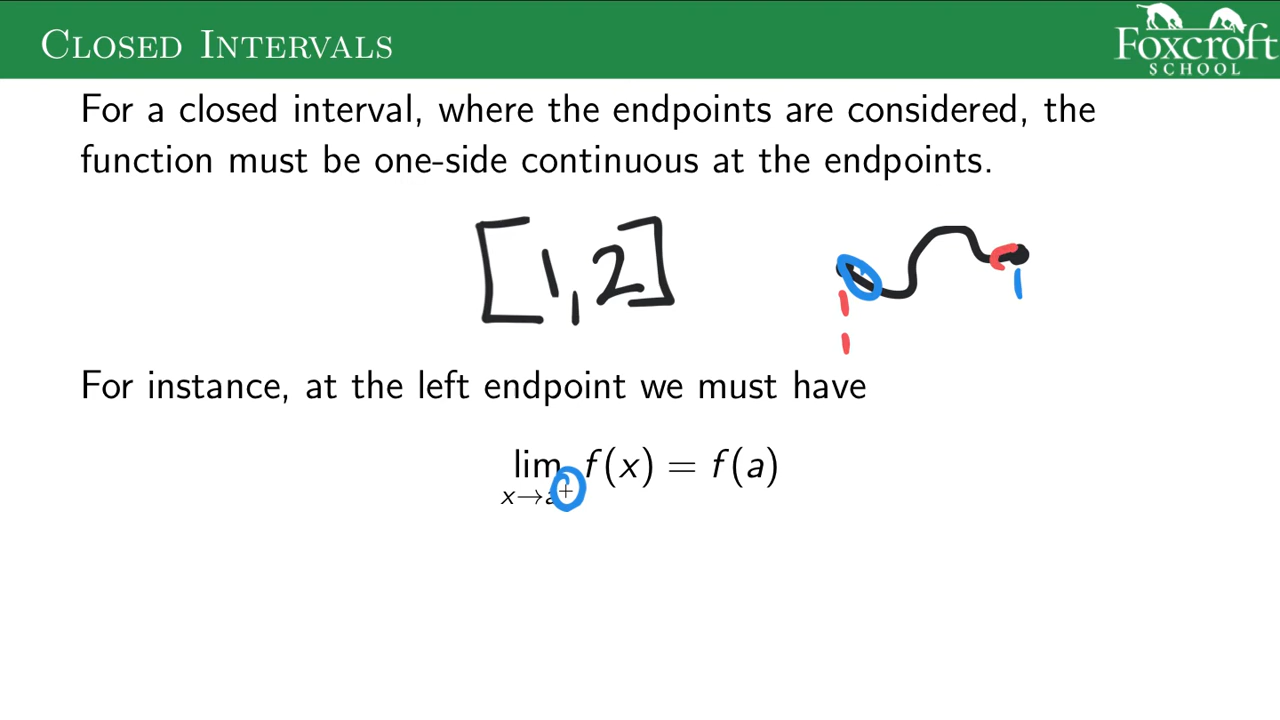 CLOSED INTERVALS
Foxcroft
SCHOOL
For a closed interval, where the endpoints are considered, the
function must be one-side continuous at the endpoints.
[1,2]
For instance, at the left endpoint we must have
lim f(x) = f(a)
x→a⁺